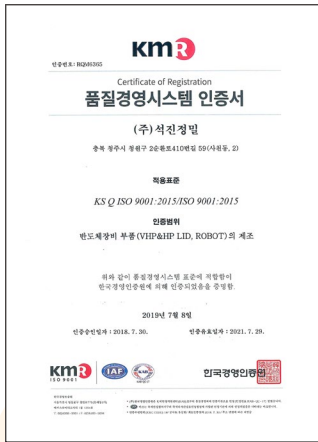 KMR
인증번호: RQM6365
Certificate of Registration
품질경영시스템 인증서
(주)석진정밀
충북 청주시 청원구 2순환로410번길 59(사천동, 2)
적용표준
KS Q ISO 9001:2015/ISO 9001:2015
인증범위
반도체장비 부품(VHP&HP LID, ROBOT)의 제조
위와 같이 품질경영시스템 표준에 적합함이
한국경영인증원에 의해 인증되었음을 증명함.
2019년 7월 8일
인증승인일자 : 2018. 7. 30.
인증유효일자 : 2021. 7. 29.
KMR
ISO 9001
IAF
한국경영인증원